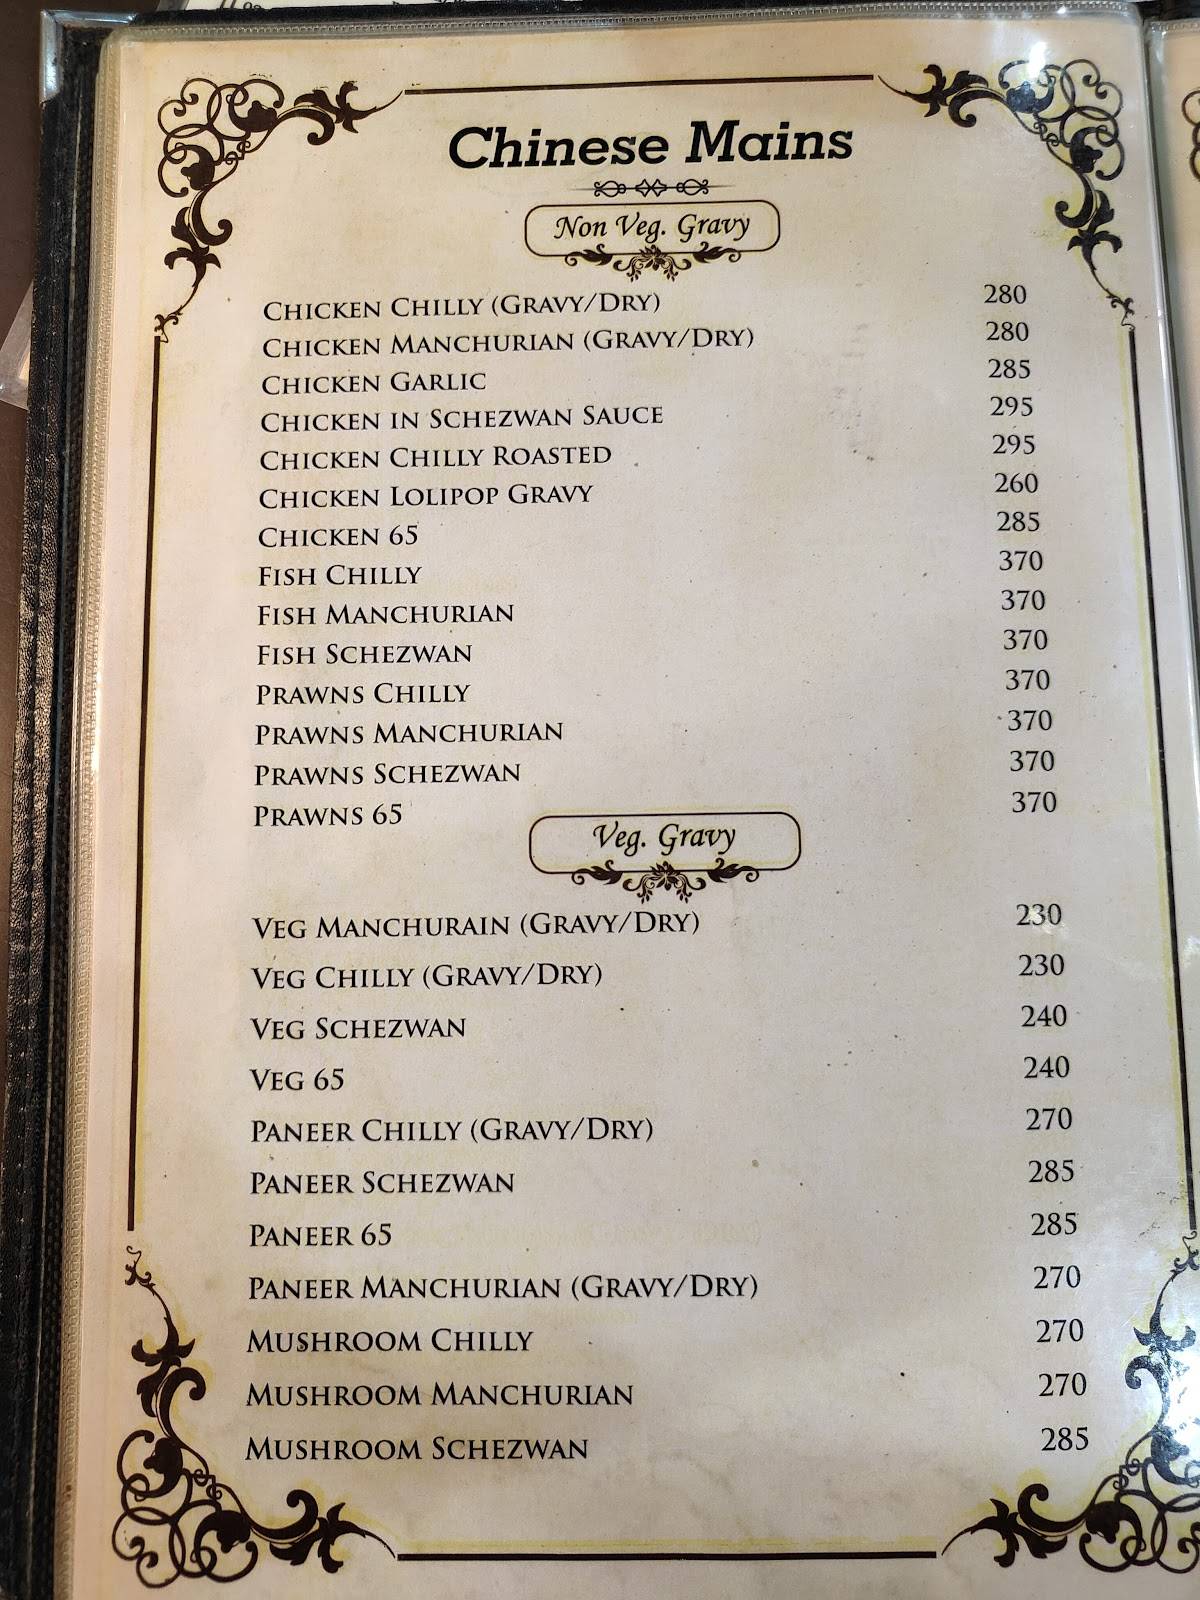 Chinese Mains
Non Veg. Gravy
Chicken Chilly (Gravy/Dry) 280
Chicken Manchurian (Gravy/Dry) 280
Chicken Garlic 285
Chicken in Schezwan Sauce 295
Chicken Chilly Roasted 295
Chicken Lolipop Gravy 260
Chicken 65 285
Fish Chilly 370
Fish Manchurian 370
Fish Schezwan 370
Prawns Chilly 370
Prawns Manchurian 370
Prawns Schezwan 370
Prawns 65 370
Veg. Gravy
Veg Manchurain (Gravy/Dry) 230
Veg Chilly (Gravy/Dry) 230
Veg Schezwan 240
Veg 65 240
Paneer Chilly (Gravy/Dry) 270
Paneer Schezwan 285
Paneer 65 285
Paneer Manchurian (Gravy/Dry) 270
Mushroom Chilly 270
Mushroom Manchurian 270
Mushroom Schezwan 285